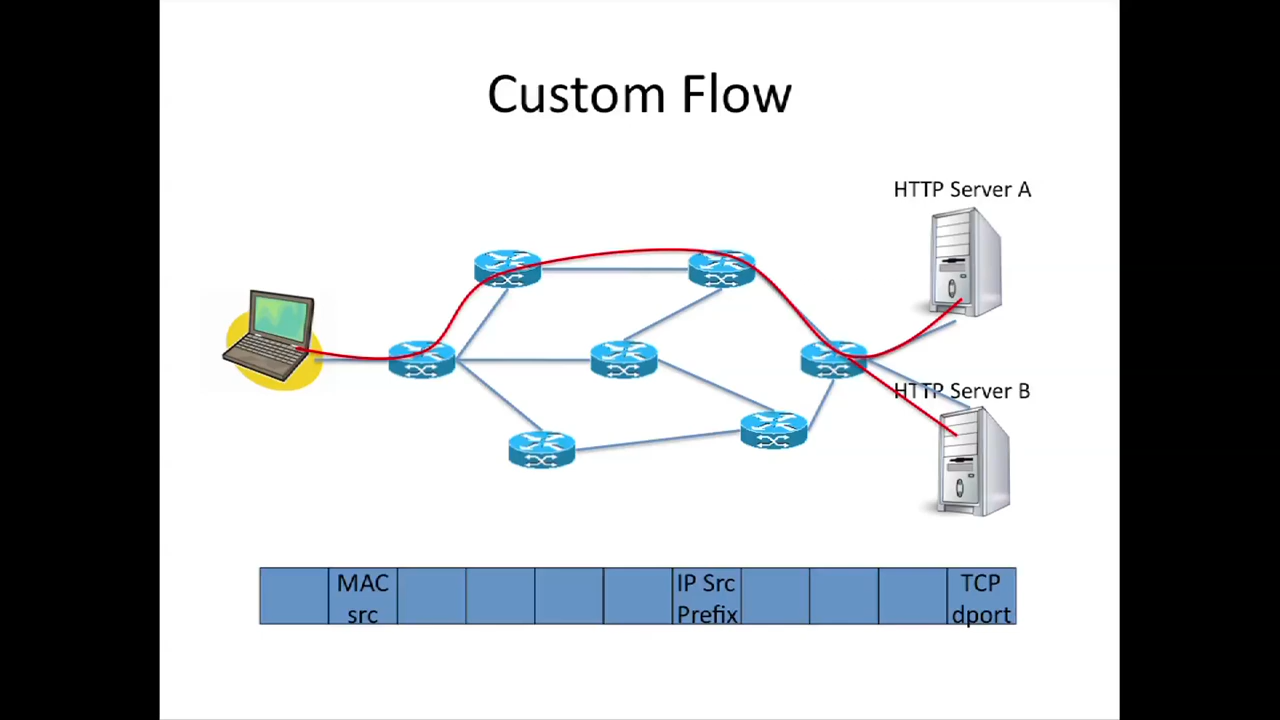 Custom Flow
HTTP Server A
HTTP Server B
MAC
src
IP Src
Prefix
TCP
dport